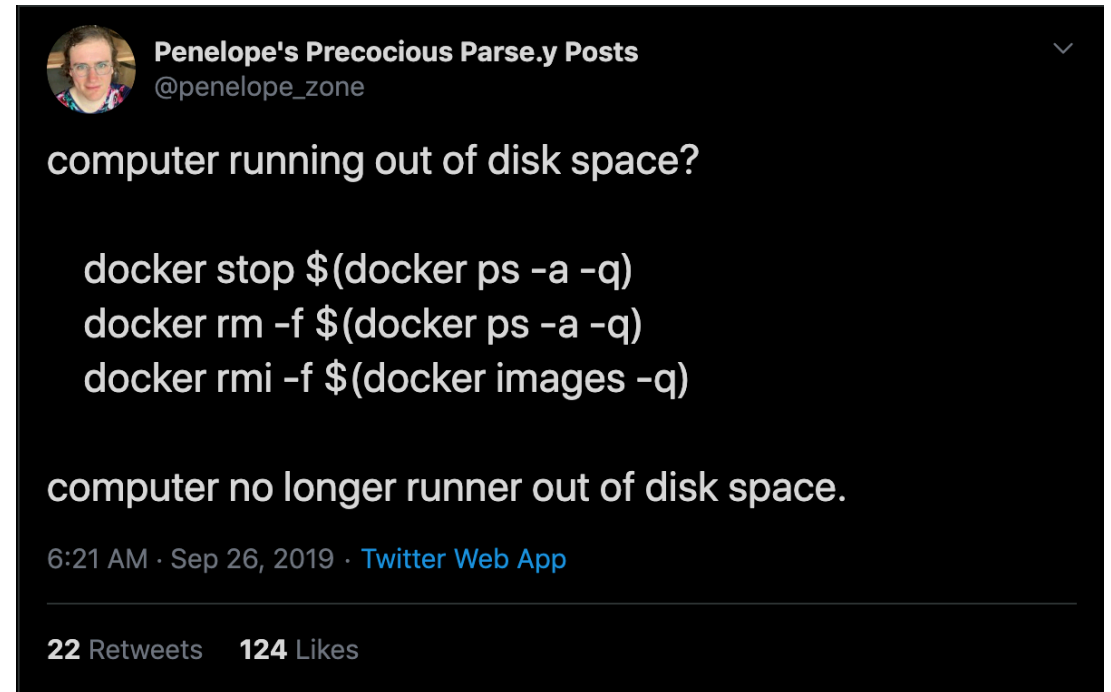 Penelope's Precocious Parse.y Posts
@penelope_zone
computer running out of disk space?
docker stop $(docker ps -a -q)
docker rm -f $(docker ps -a -q)
docker rmi -f $(docker images -q)
computer no longer runner out of disk space.
6:21 AM · Sep 26, 2019 · Twitter Web App
22 Retweets 124 Likes